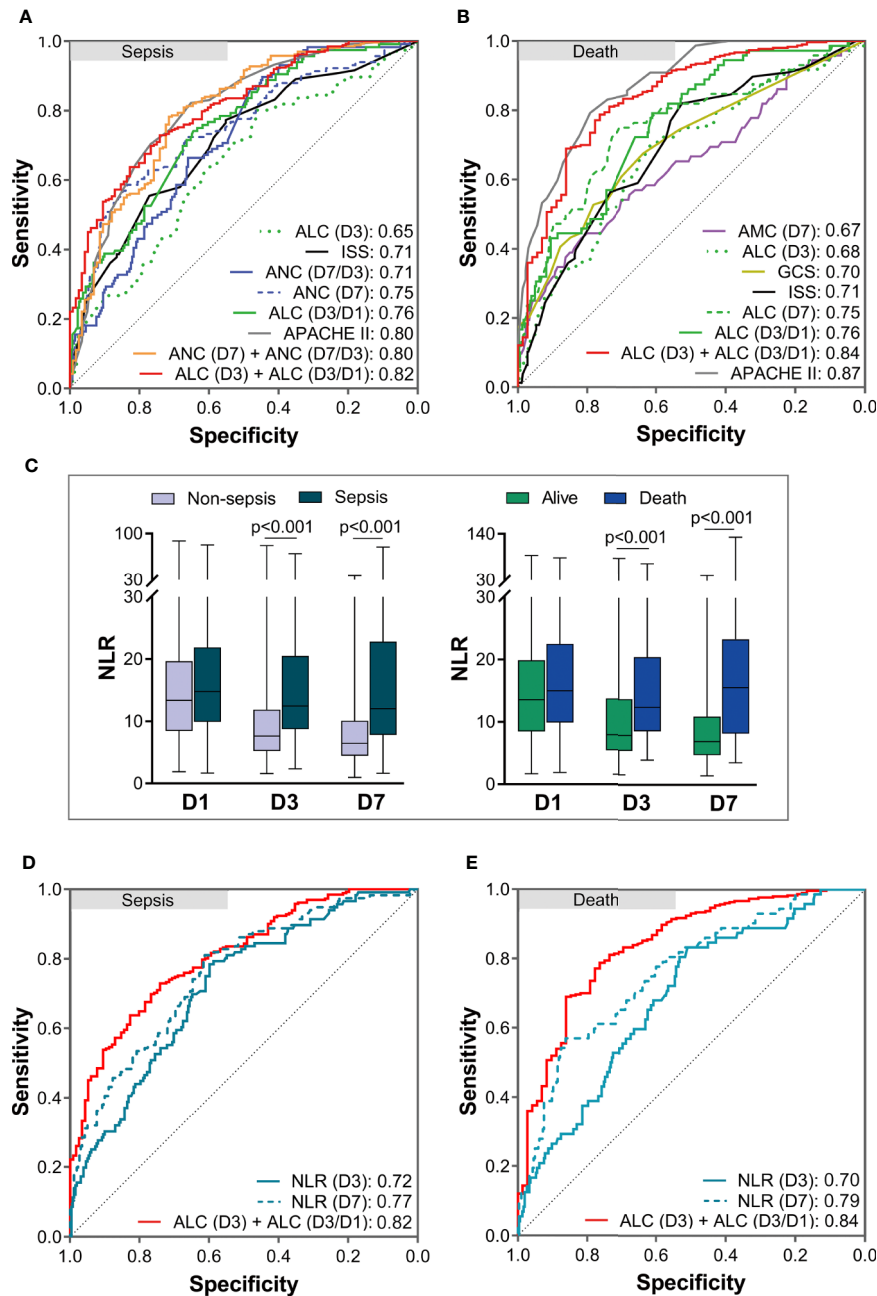 A
Sepsis
1.0
0.8
0.6
0.4
0.2
0.0
Sensitivity
ALC (D3): 0.65
ISS: 0.71
ANC (D7/D3): 0.71
ANC (D7): 0.75
ALC (D3/D1): 0.76
APACHE II: 0.80
ANC (D7) + ANC (D7/D3): 0.80
ALC (D3) + ALC (D3/D1): 0.82
1.0 0.8 0.6 0.4 0.2 0.0
Specificity
B
Death
1.0
0.8
0.6
0.4
0.2
0.0
Sensitivity
AMC (D7): 0.67
ALC (D3): 0.68
GCS: 0.70
ISS: 0.71
ALC (D7): 0.75
ALC (D3/D1): 0.76
ALC (D3) + ALC (D3/D1): 0.84
APACHE II: 0.87
1.0 0.8 0.6 0.4 0.2 0.0
Specificity
C
Non-sepsis Sepsis
100
30
30
20
10
0
NLR
p<0.001 p<0.001
D1 D3 D7
Alive Death
140
30
30
20
10
0
NLR
p<0.001 p<0.001
D1 D3 D7
D
Sepsis
1.0
0.8
0.6
0.4
0.2
0.0
Sensitivity
NLR (D3): 0.72
NLR (D7): 0.77
ALC (D3) + ALC (D3/D1): 0.82
1.0 0.8 0.6 0.4 0.2 0.0
Specificity
E
Death
1.0
0.8
0.6
0.4
0.2
0.0
Sensitivity
NLR (D3): 0.70
NLR (D7): 0.79
ALC (D3) + ALC (D3/D1): 0.84
1.0 0.8 0.6 0.4 0.2 0.0
Specificity